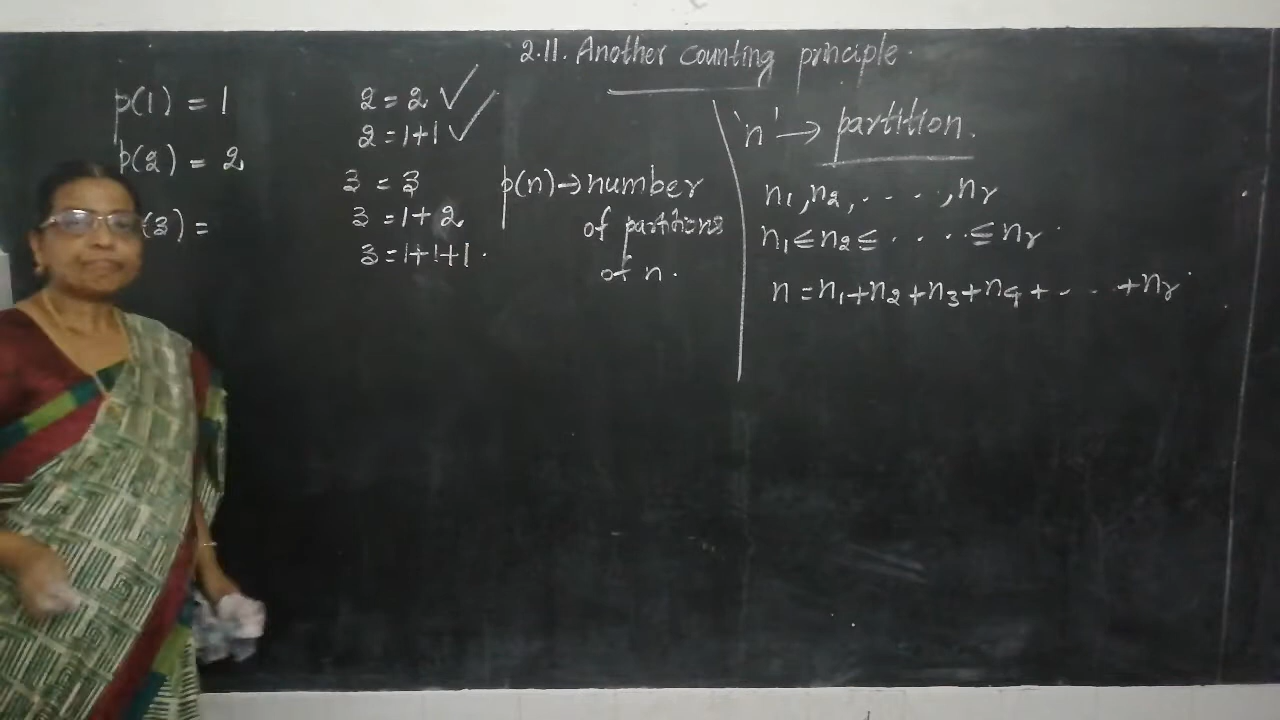 2.11. Another counting principle.
p(1) = 1
p(2) = 2
(3) =
2 = 2 ✓
2 = 1+1 ✓
3 = 3
3 = 1+2
3 = 1+1+1.
p(n) → number
of partitions
of n.
'n' → partition.
n₁, n₂, . . . . , nᵣ
n₁ ≤ n₂ ≤ . . . . ≤ nᵣ.
n = n₁+n₂+n₃+n₄+ . . . +nᵣ.